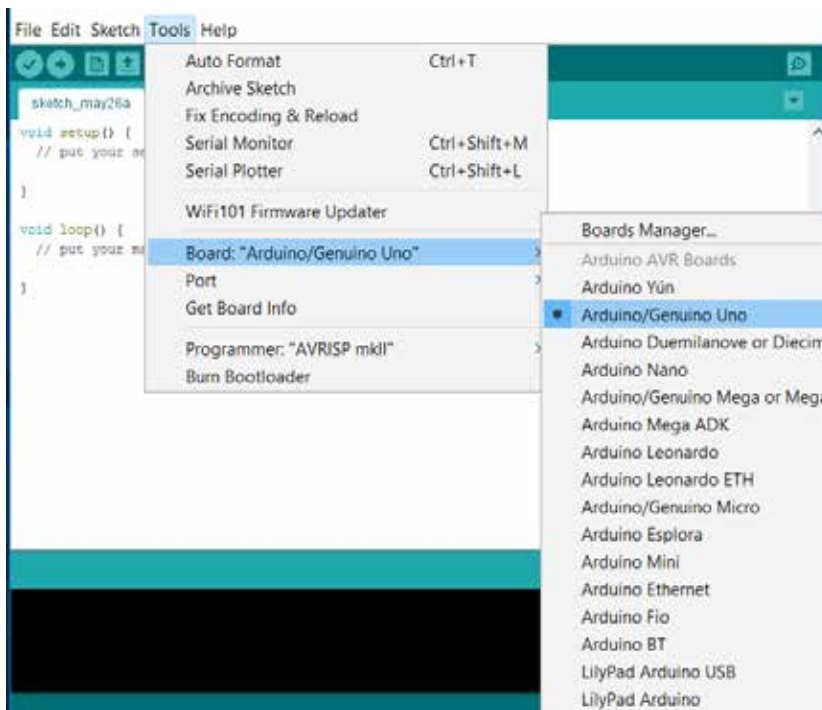 File Edit Sketch Tools Help
Auto Format Ctrl+T
Archive Sketch
Fix Encoding & Reload
Serial Monitor Ctrl+Shift+M
Serial Plotter Ctrl+Shift+L
WiFi101 Firmware Updater
Board: "Arduino/Genuino Uno"
Port
Get Board Info
Programmer: "AVRISP mkII"
Burn Bootloader
sketch_may26a
void setup() {
// put your se
}
void loop() {
// put your ma
}
Boards Manager...
Arduino AVR Boards
Arduino Yún
Arduino/Genuino Uno
Arduino Duemilanove or Diecim
Arduino Nano
Arduino/Genuino Mega or Mega
Arduino Mega ADK
Arduino Leonardo
Arduino Leonardo ETH
Arduino/Genuino Micro
Arduino Esplora
Arduino Mini
Arduino Ethernet
Arduino Fio
Arduino BT
LilyPad Arduino USB
LilyPad Arduino